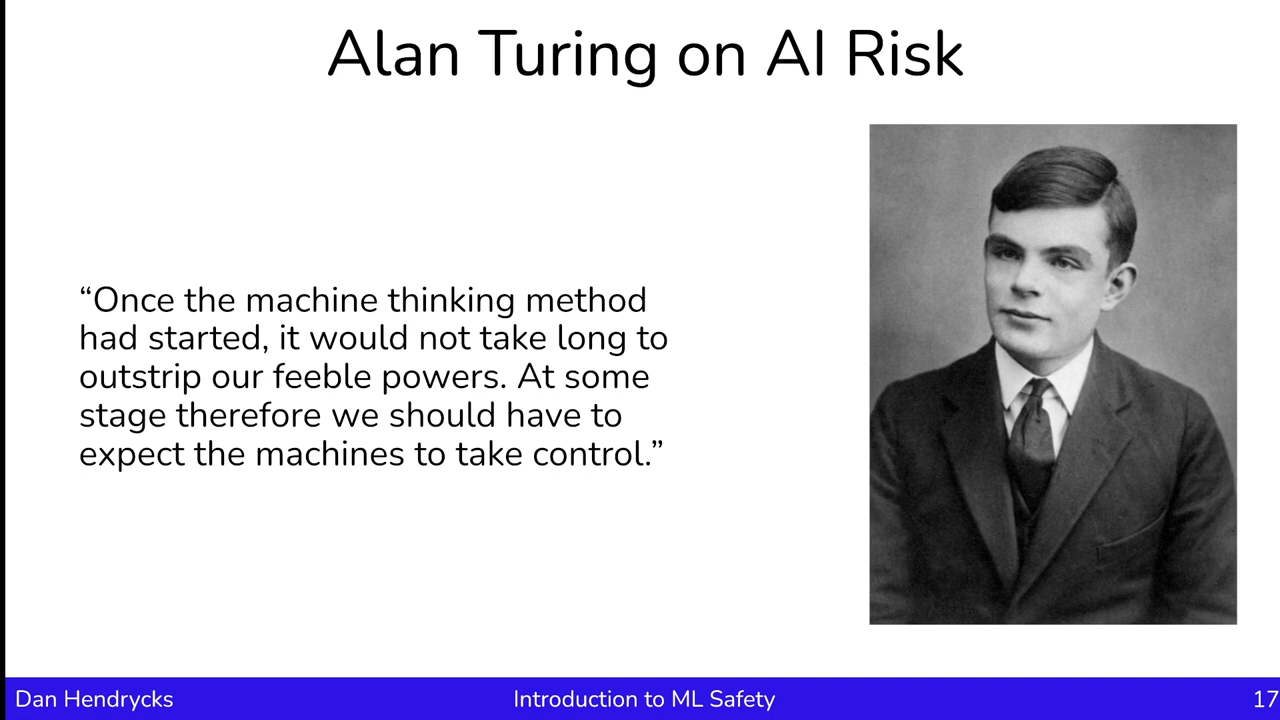 Alan Turing on AI Risk
“Once the machine thinking method
had started, it would not take long to
outstrip our feeble powers. At some
stage therefore we should have to
expect the machines to take control.”
Dan Hendrycks
Introduction to ML Safety
17